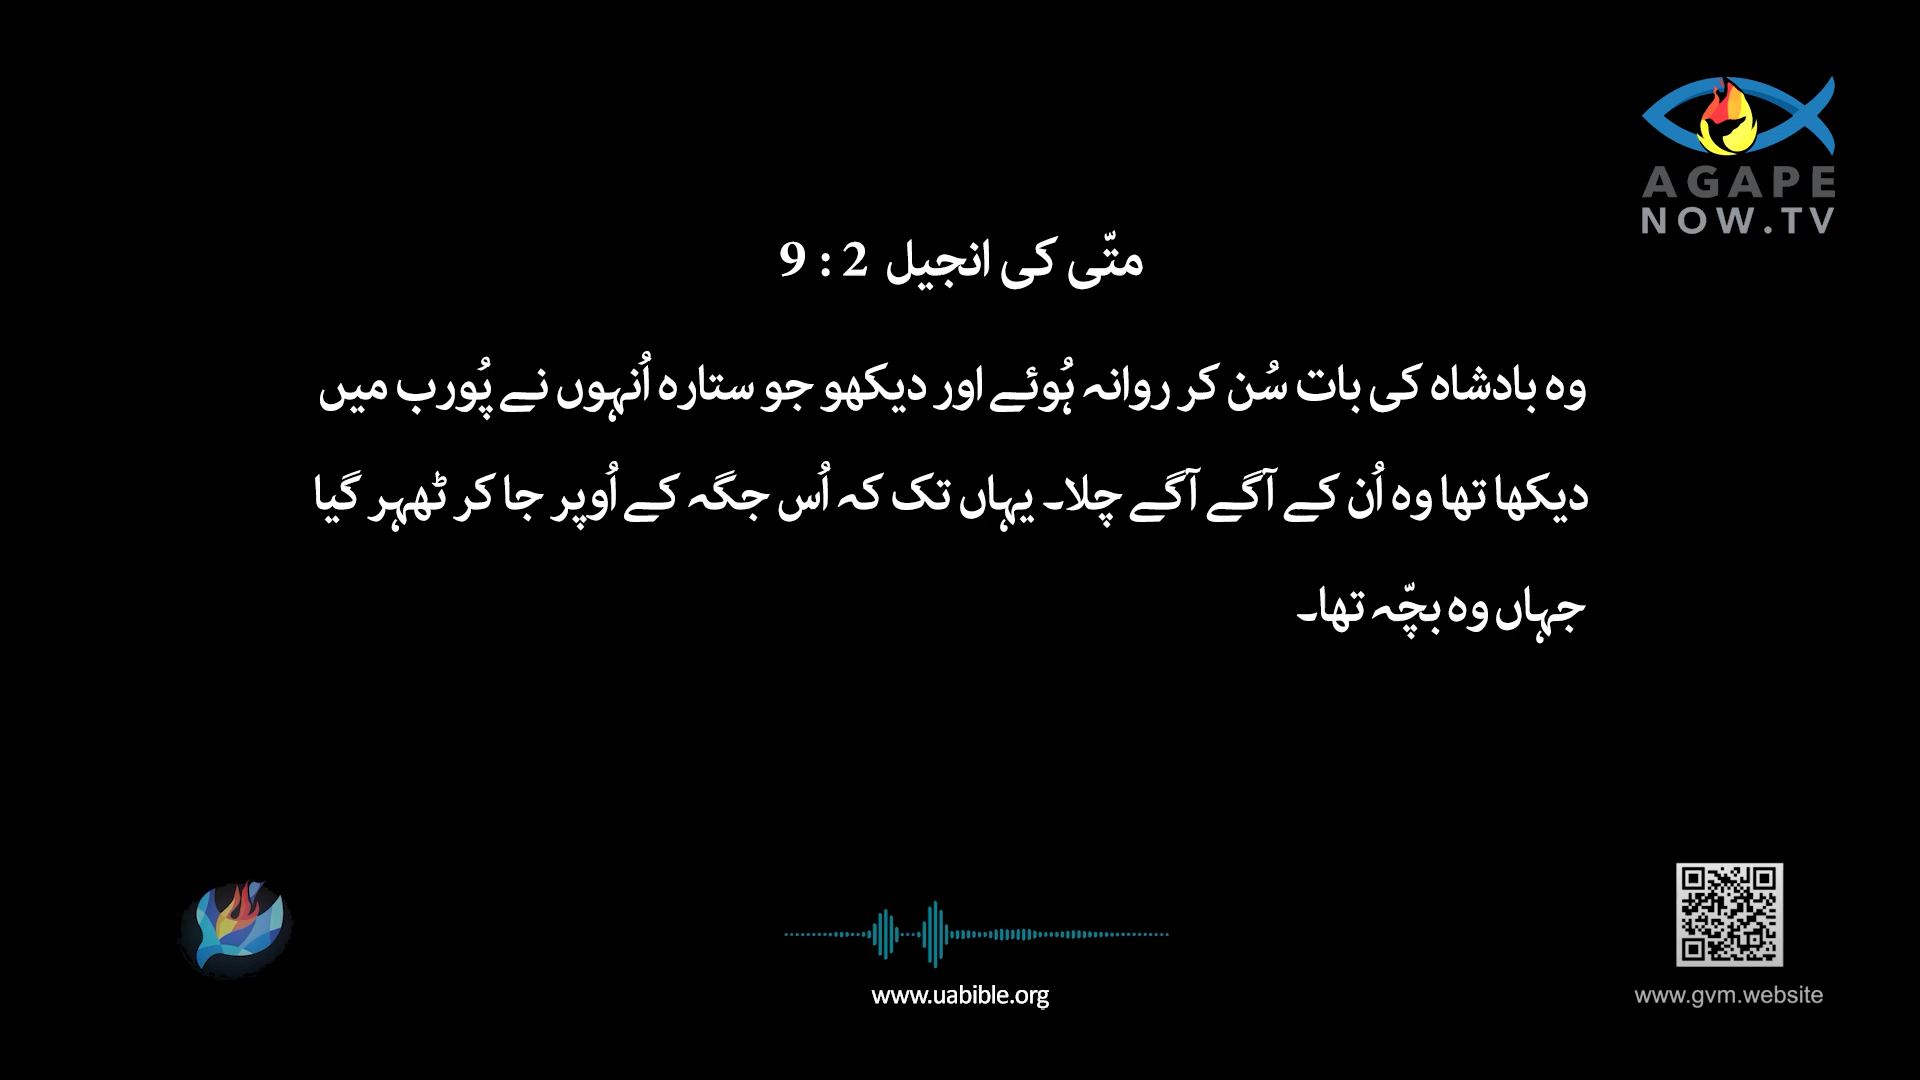 AGAPE
NOW.TV
متّی کی انجیل 2 : 9
وہ بادشاہ کی بات سُن کر روانہ ہُوئے اور دیکھو جو ستارہ اُنہوں نے پُورب میں
دیکھا تھا وہ اُن کے آگے آگے چلا۔ یہاں تک کہ اُس جگہ کے اُوپر جا کر ٹھہر گیا
جہاں وہ بچّہ تھا۔
www.uabible.org
www.gvm.website